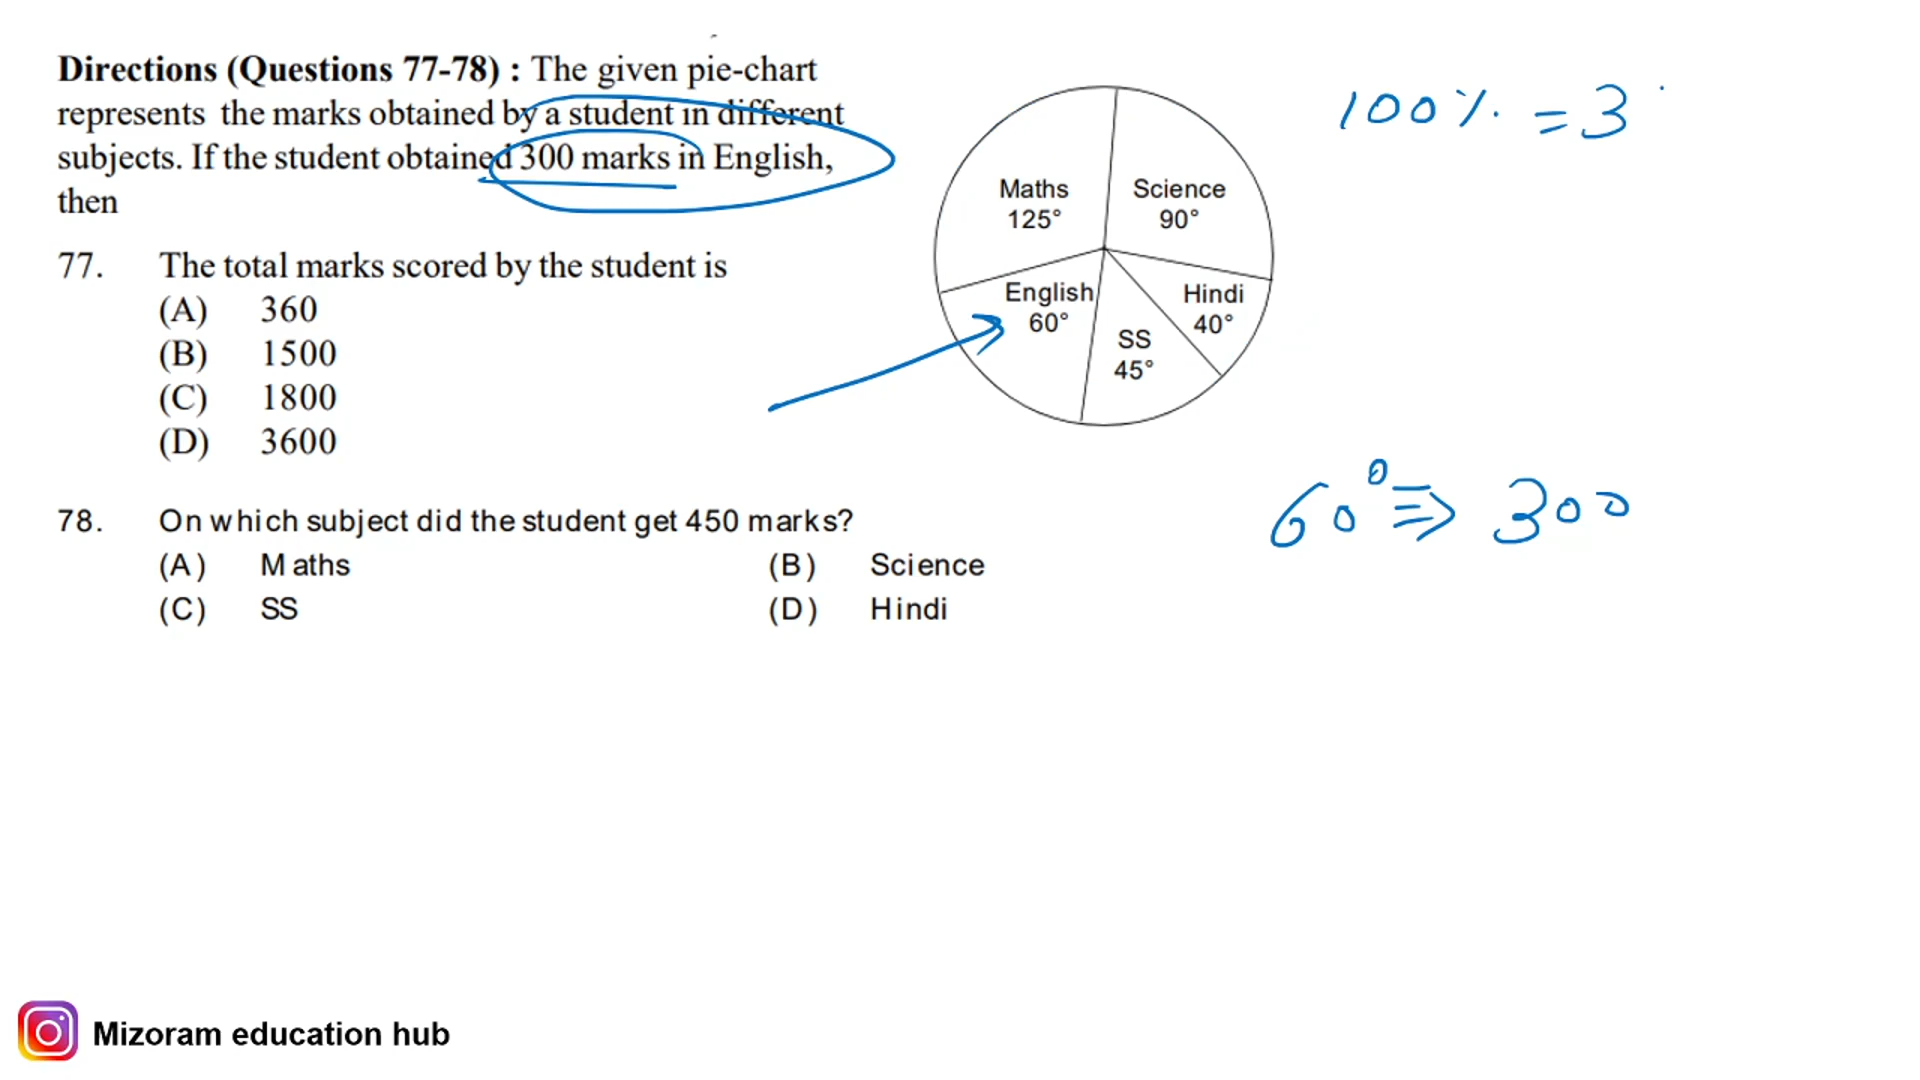 Directions (Questions 77-78) : The given pie-chart
represents the marks obtained by a student in different
subjects. If the student obtained 300 marks in English,
then
77. The total marks scored by the student is
(A) 360
(B) 1500
(C) 1800
(D) 3600
78. On which subject did the student get 450 marks?
(A) Maths (B) Science
(C) SS (D) Hindi
Maths
125°
Science
90°
English
60°
SS
45°
Hindi
40°
100% = 3
60° ⇒ 300
Mizoram education hub